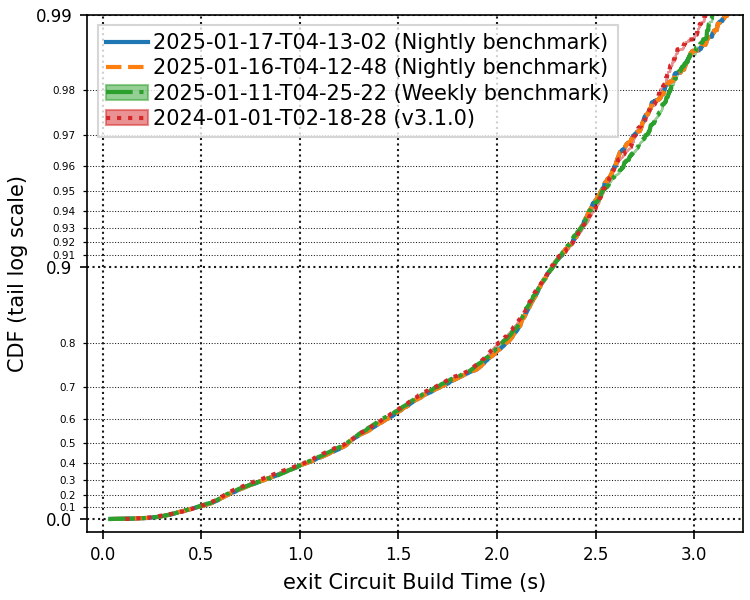 0.99
2025-01-17-T04-13-02 (Nightly benchmark)
2025-01-16-T04-12-48 (Nightly benchmark)
2025-01-11-T04-25-22 (Weekly benchmark)
2024-01-01-T02-18-28 (v3.1.0)
0.98
0.97
0.96
0.95
0.94
0.93
0.92
0.91
0.9
0.8
0.7
0.6
0.5
0.4
0.3
0.2
0.1
0.0
CDF (tail log scale)
0.0 0.5 1.0 1.5 2.0 2.5 3.0
exit Circuit Build Time (s)